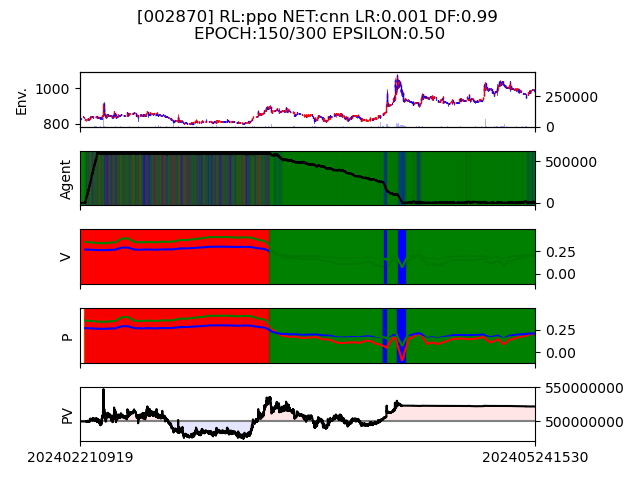 [002870] RL:ppo NET:cnn LR:0.001 DF:0.99
EPOCH:150/300 EPSILON:0.50
Env.
1000
800
250000
0
Agent
500000
0
V
0.25
0.00
P
0.25
0.00
PV
550000000
500000000
202402210919
202405241530